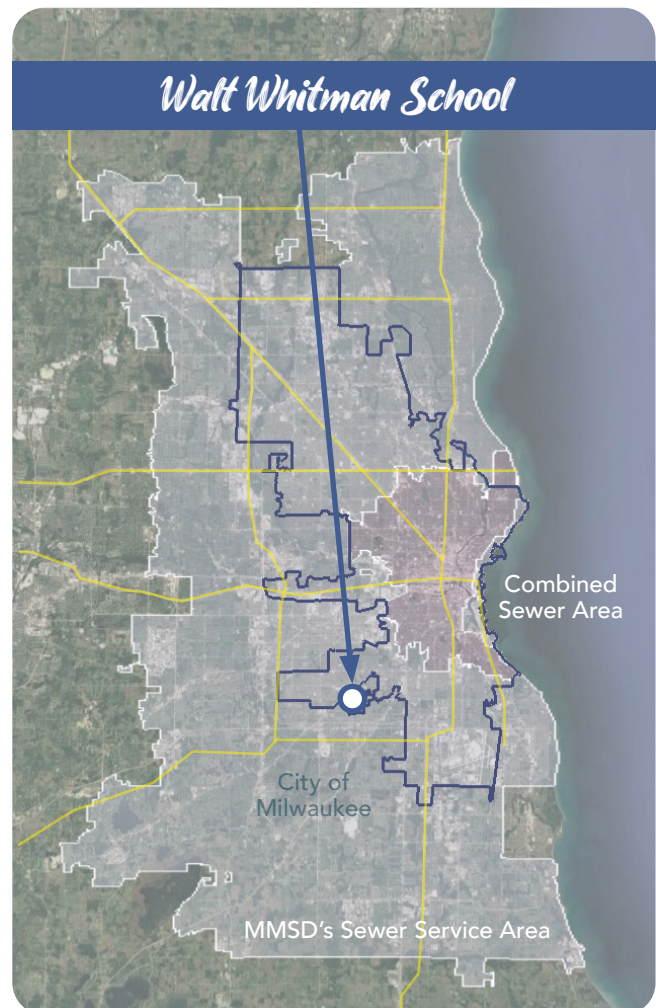 Walt Whitman School
Combined
Sewer Area
City of
Milwaukee
MMSD's Sewer Service Area